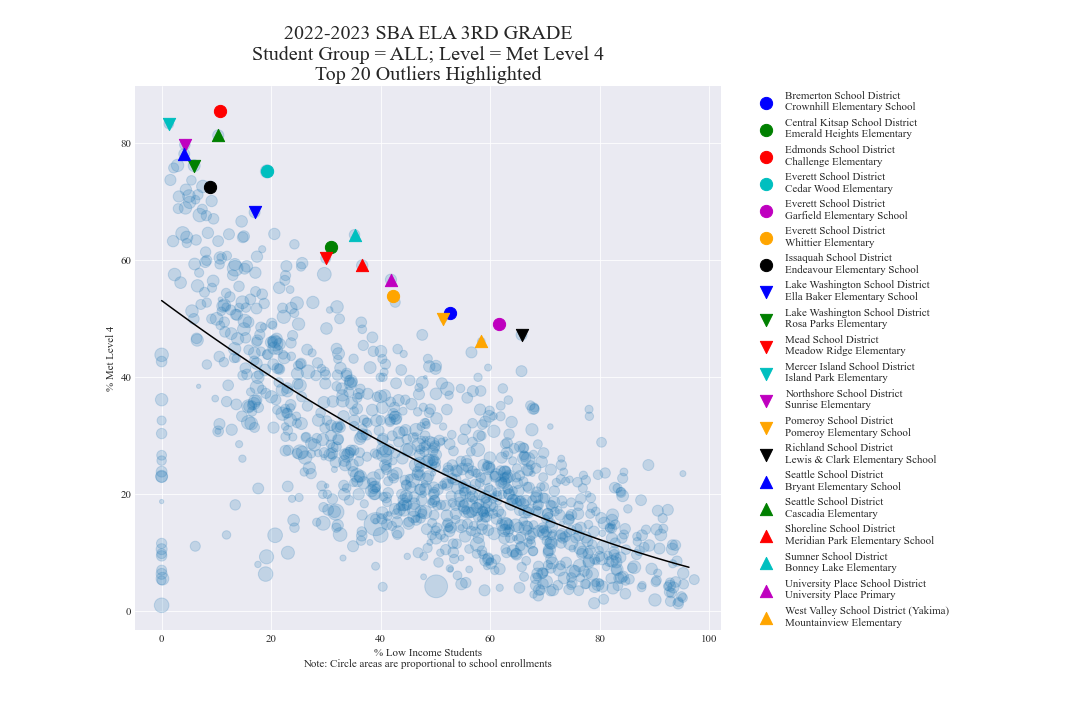 2022-2023 SBA ELA 3RD GRADE
Student Group = ALL; Level = Met Level 4
Top 20 Outliers Highlighted
% Met Level 4
80
60
40
20
0
0 20 40 60 80 100
% Low Income Students
Note: Circle areas are proportional to school enrollments
Bremerton School District
Crownhill Elementary School
Central Kitsap School District
Emerald Heights Elementary
Edmonds School District
Challenge Elementary
Everett School District
Cedar Wood Elementary
Everett School District
Garfield Elementary School
Everett School District
Whittier Elementary
Issaquah School District
Endeavour Elementary School
Lake Washington School District
Ella Baker Elementary School
Lake Washington School District
Rosa Parks Elementary
Mead School District
Meadow Ridge Elementary
Mercer Island School District
Island Park Elementary
Northshore School District
Sunrise Elementary
Pomeroy School District
Pomeroy Elementary School
Richland School District
Lewis & Clark Elementary School
Seattle School District
Bryant Elementary School
Seattle School District
Cascadia Elementary
Shoreline School District
Meridian Park Elementary School
Sumner School District
Bonney Lake Elementary
University Place School District
University Place Primary
West Valley School District (Yakima)
Mountainview Elementary